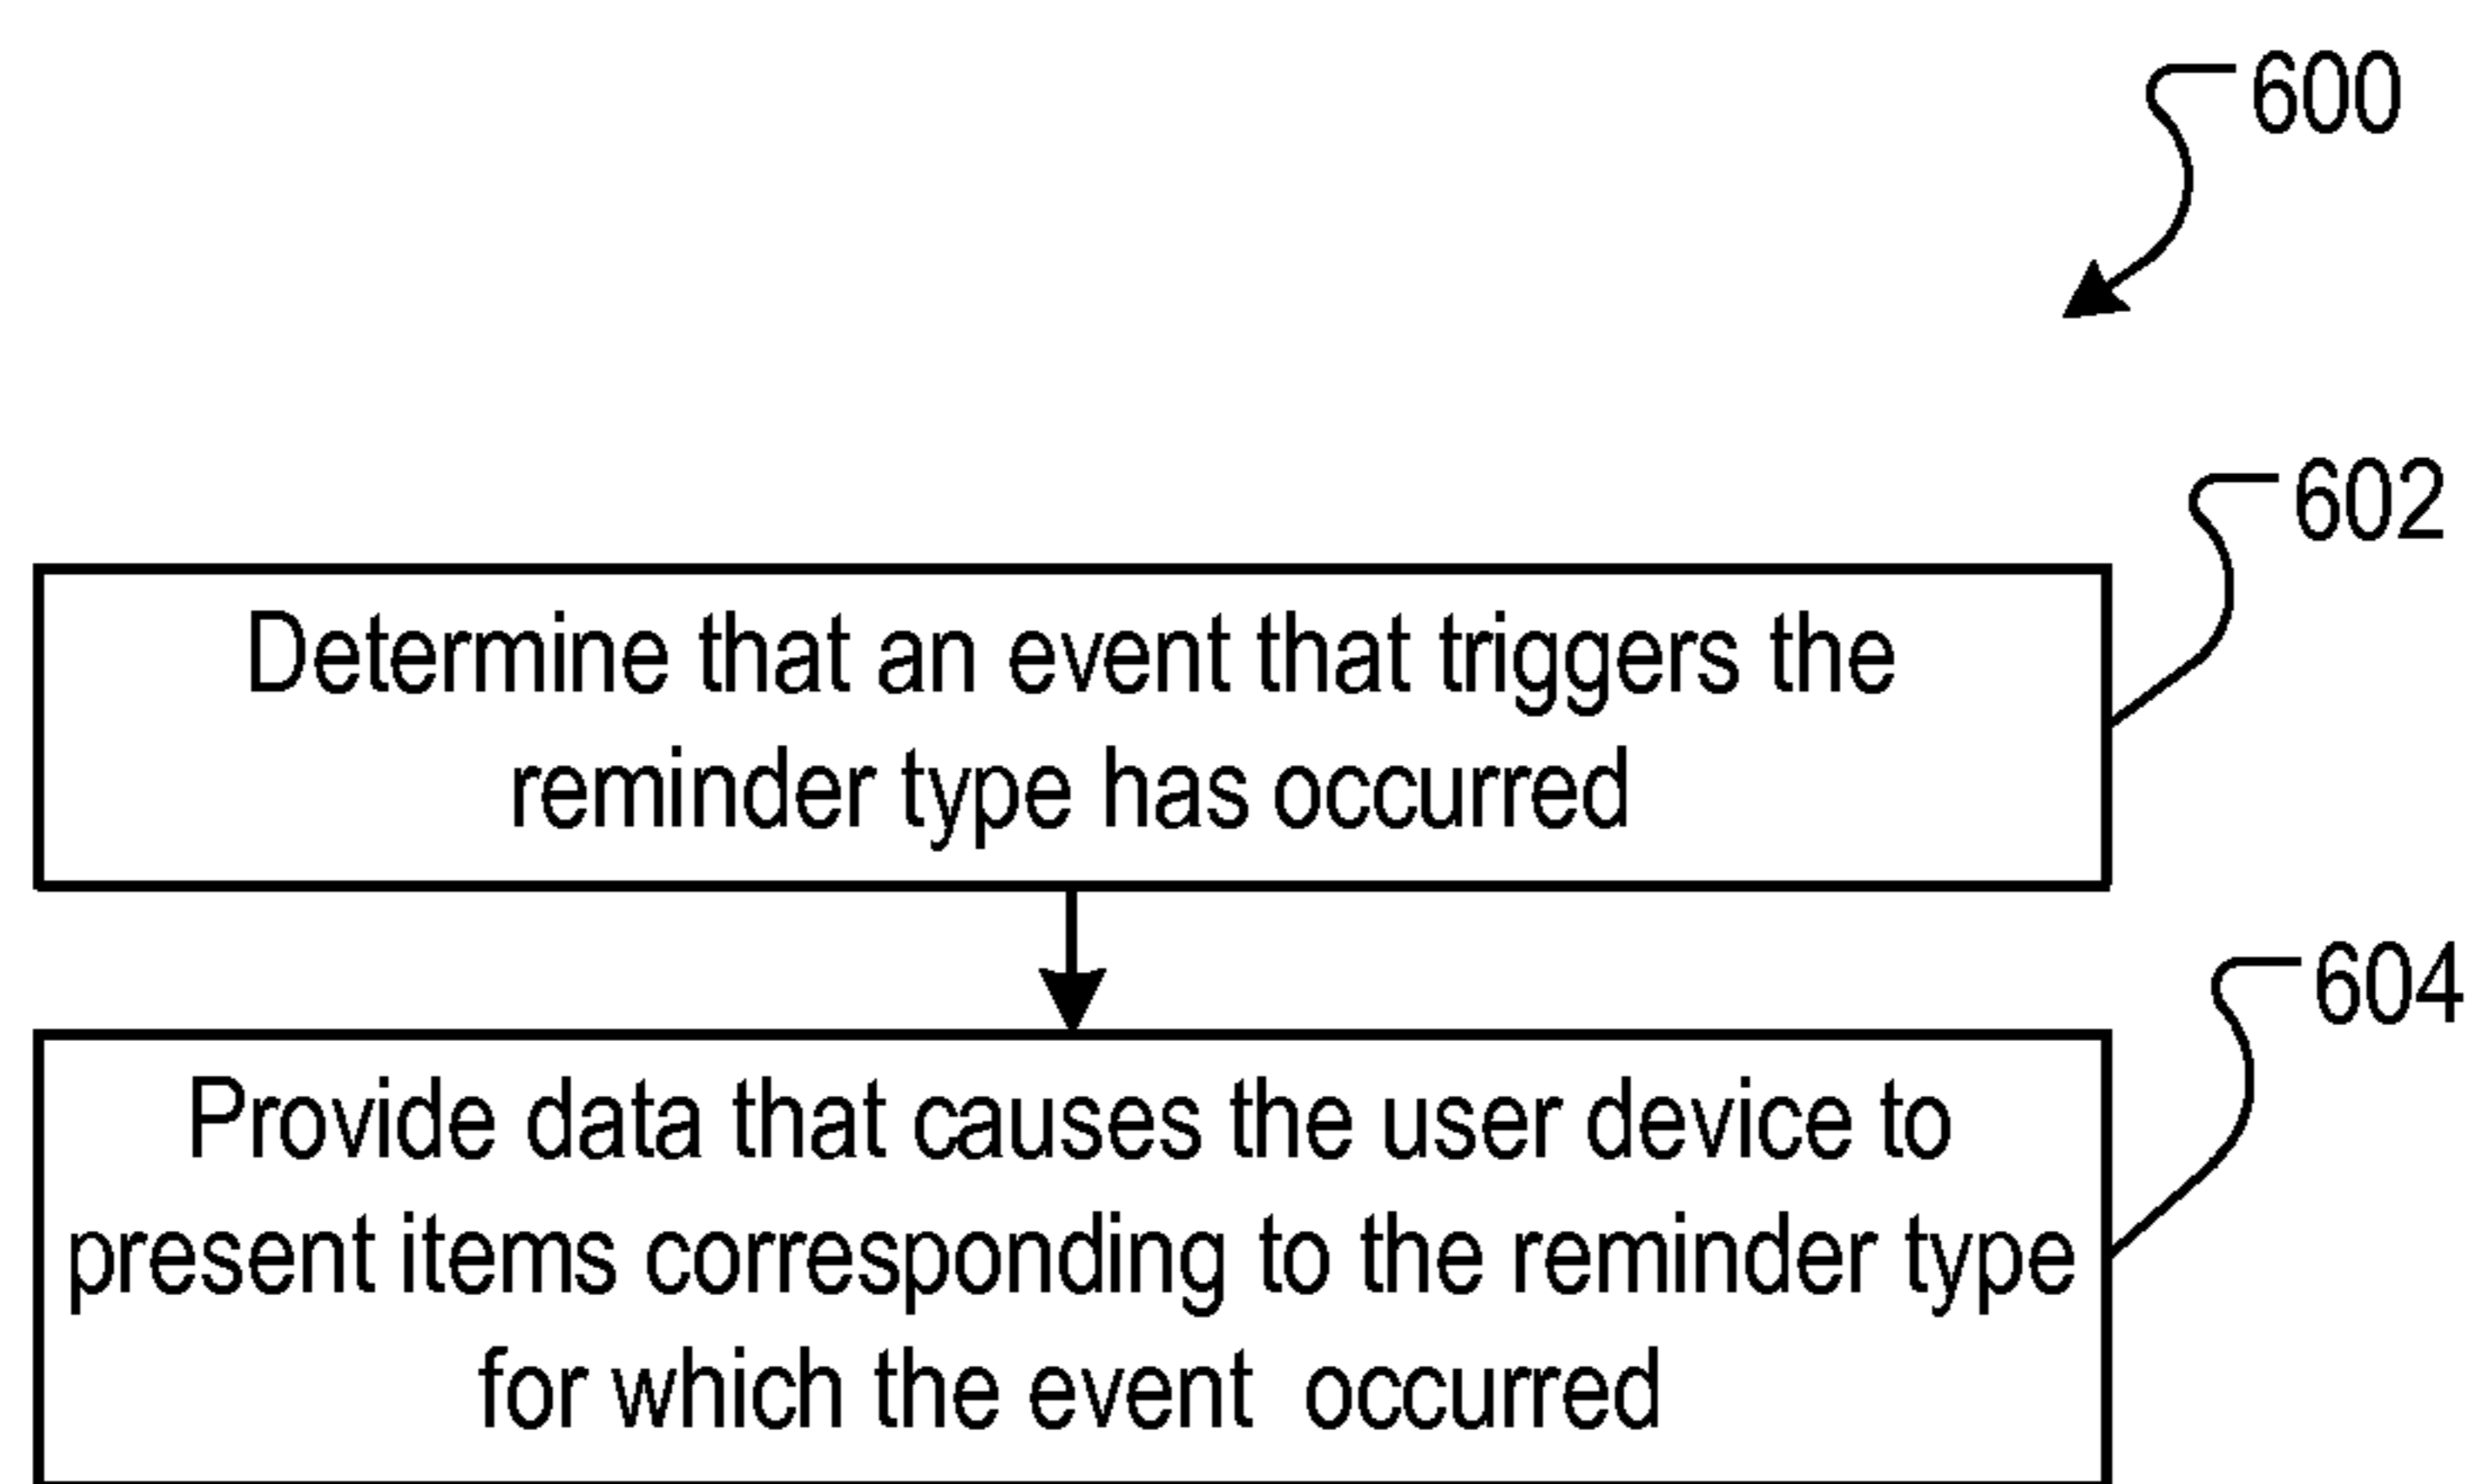 600
602
Determine that an event that triggers the
reminder type has occurred
604
Provide data that causes the user device to
present items corresponding to the reminder type
for which the event occurred